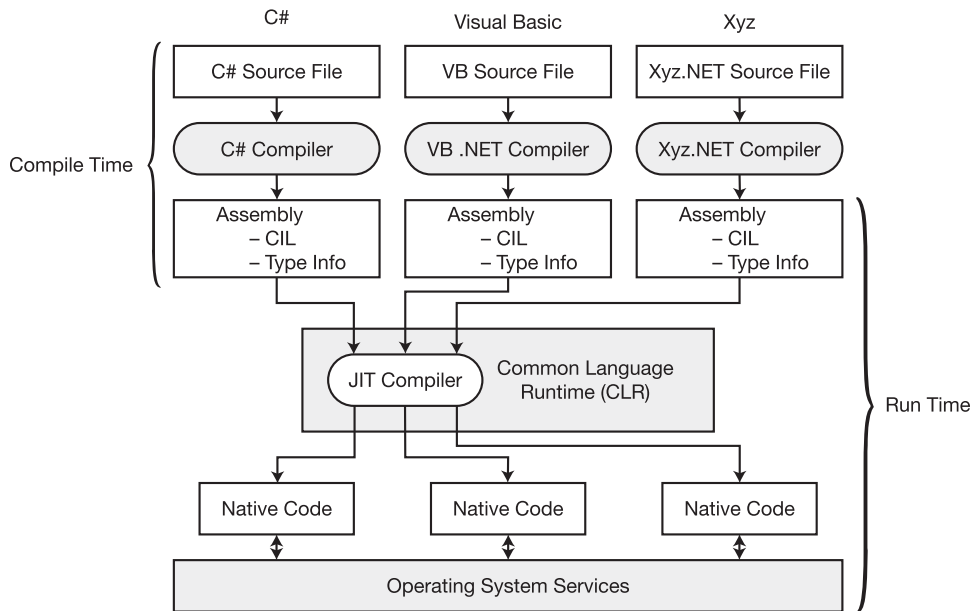 C#
Visual Basic
Xyz
C# Source File
VB Source File
Xyz.NET Source File
C# Compiler
VB .NET Compiler
Xyz.NET Compiler
Compile Time
Assembly
– CIL
– Type Info
Assembly
– CIL
– Type Info
Assembly
– CIL
– Type Info
JIT Compiler
Common Language
Runtime (CLR)
Run Time
Native Code
Native Code
Native Code
Operating System Services